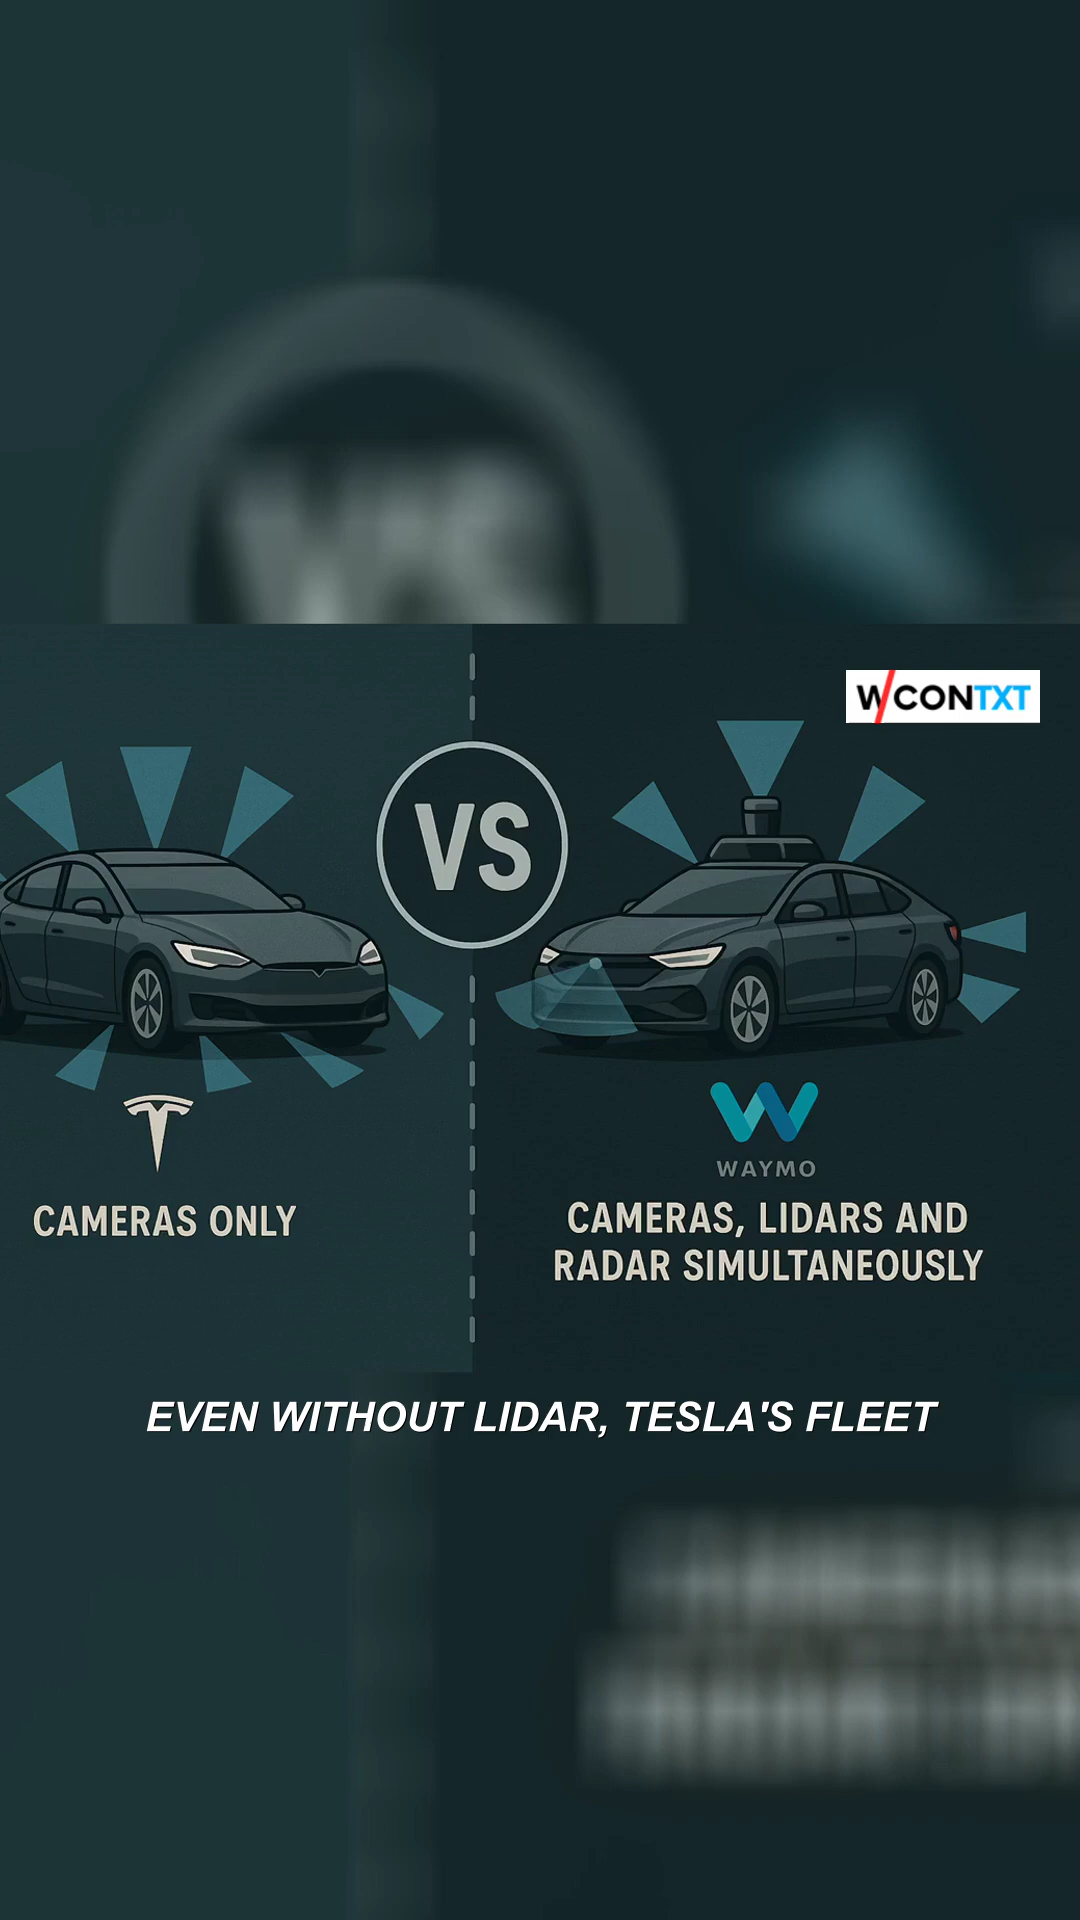 W/CONTXT
VS
WAYMO
CAMERAS ONLY
CAMERAS, LIDARS AND
RADAR SIMULTANEOUSLY
EVEN WITHOUT LIDAR, TESLA'S FLEET